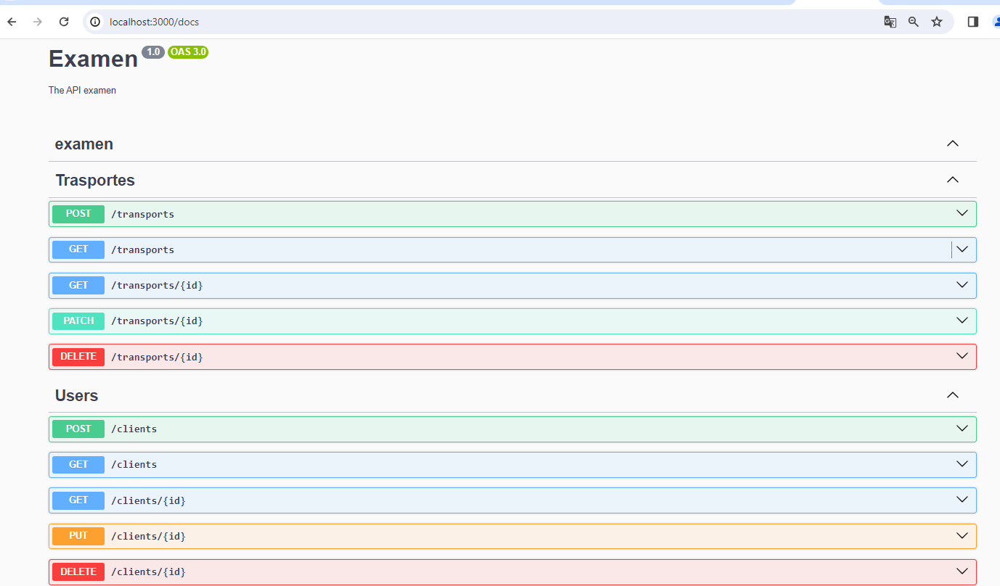 localhost:3000/docs
Examen 1.0 OAS 3.0
The API examen
examen
Trasportes
POST /transports
GET /transports
GET /transports/{id}
PATCH /transports/{id}
DELETE /transports/{id}
Users
POST /clients
GET /clients
GET /clients/{id}
PUT /clients/{id}
DELETE /clients/{id}